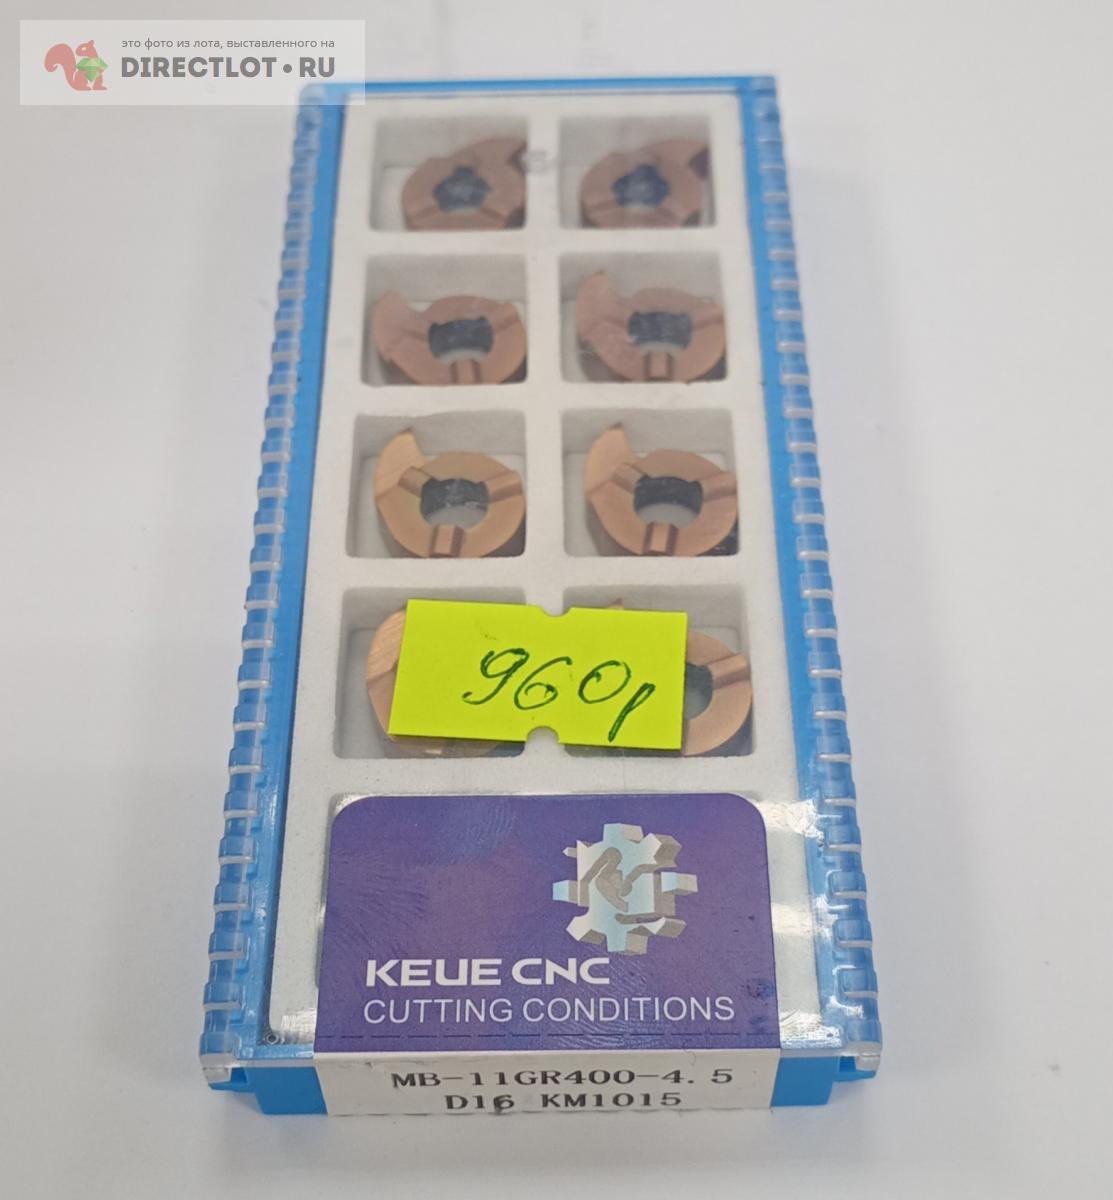 это фото из лота, выставленного на
DIRECTLOT•RU
960р
KEUE CNC
CUTTING CONDITIONS
MB-11GR400-4.5
D16 KM1015